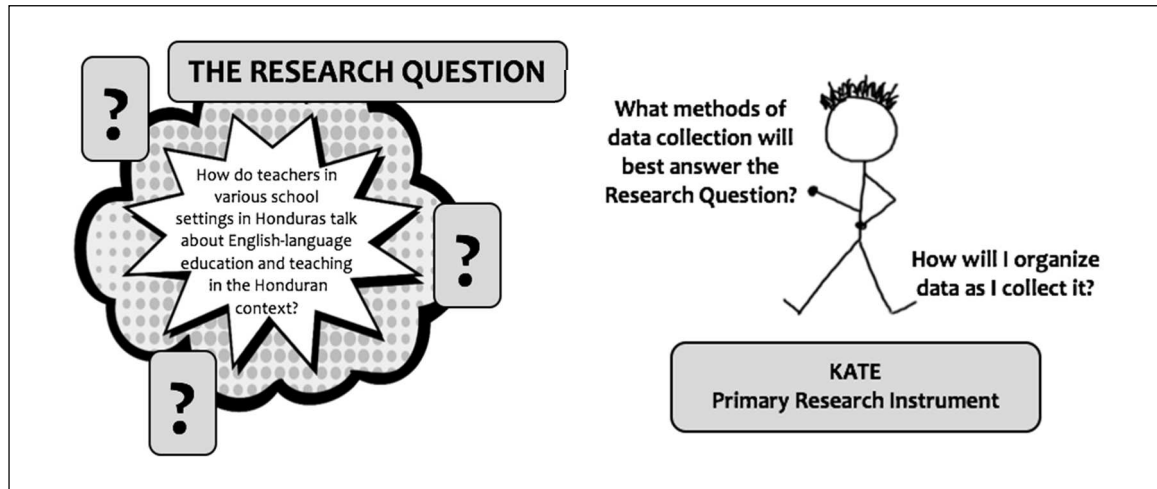 THE RESEARCH QUESTION
?
How do teachers in
various school
settings in Honduras talk
about English-language
education and teaching
in the Honduran
context?
?
?
What methods of
data collection will
best answer the
Research Question?
How will I organize
data as I collect it?
KATE
Primary Research Instrument